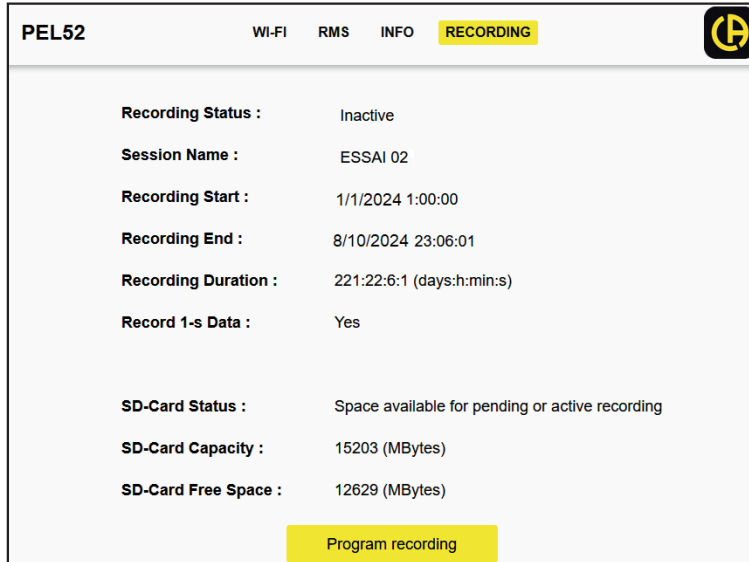 PEL52 WI-FI RMS INFO RECORDING
Recording Status : Inactive
Session Name : ESSAI 02
Recording Start : 1/1/2024 1:00:00
Recording End : 8/10/2024 23:06:01
Recording Duration : 221:22:6:1 (days:h:min:s)
Record 1-s Data : Yes
SD-Card Status : Space available for pending or active recording
SD-Card Capacity : 15203 (MBytes)
SD-Card Free Space : 12629 (MBytes)
Program recording